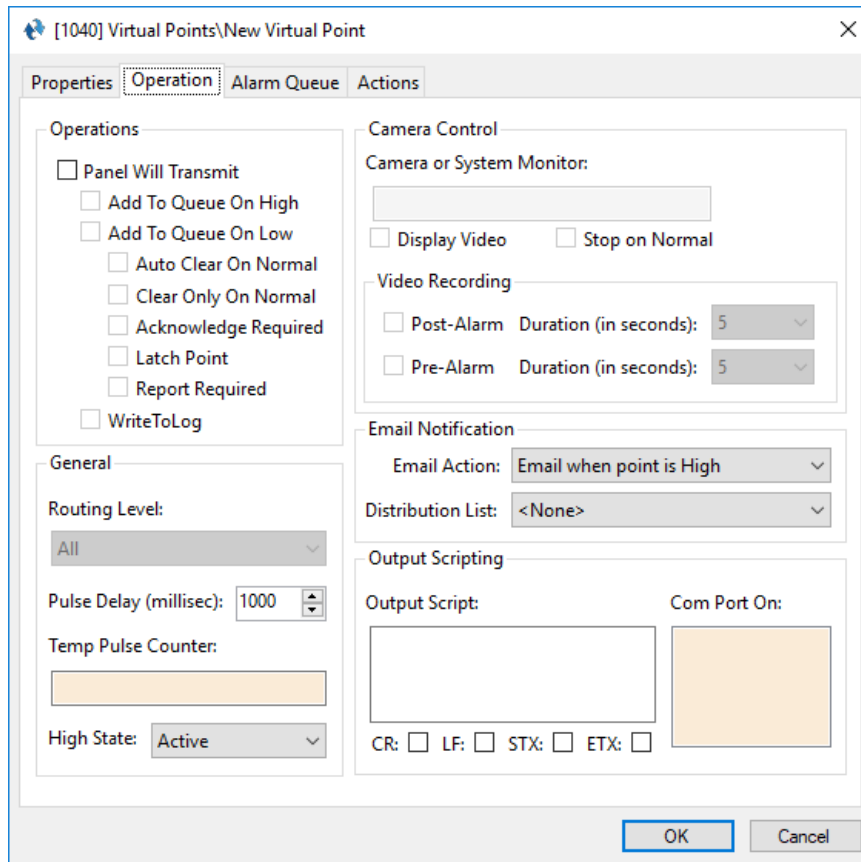 [1040] Virtual Points\New Virtual Point
Properties Operation Alarm Queue Actions
Operations
Panel Will Transmit
Add To Queue On High
Add To Queue On Low
Auto Clear On Normal
Clear Only On Normal
Acknowledge Required
Latch Point
Report Required
WriteToLog
General
Routing Level:
All
Pulse Delay (millisec): 1000
Temp Pulse Counter:
High State: Active
Camera Control
Camera or System Monitor:
Display Video Stop on Normal
Video Recording
Post-Alarm Duration (in seconds): 5
Pre-Alarm Duration (in seconds): 5
Email Notification
Email Action: Email when point is High
Distribution List: <None>
Output Scripting
Output Script: Com Port On:
CR: LF: STX: ETX:
OK Cancel